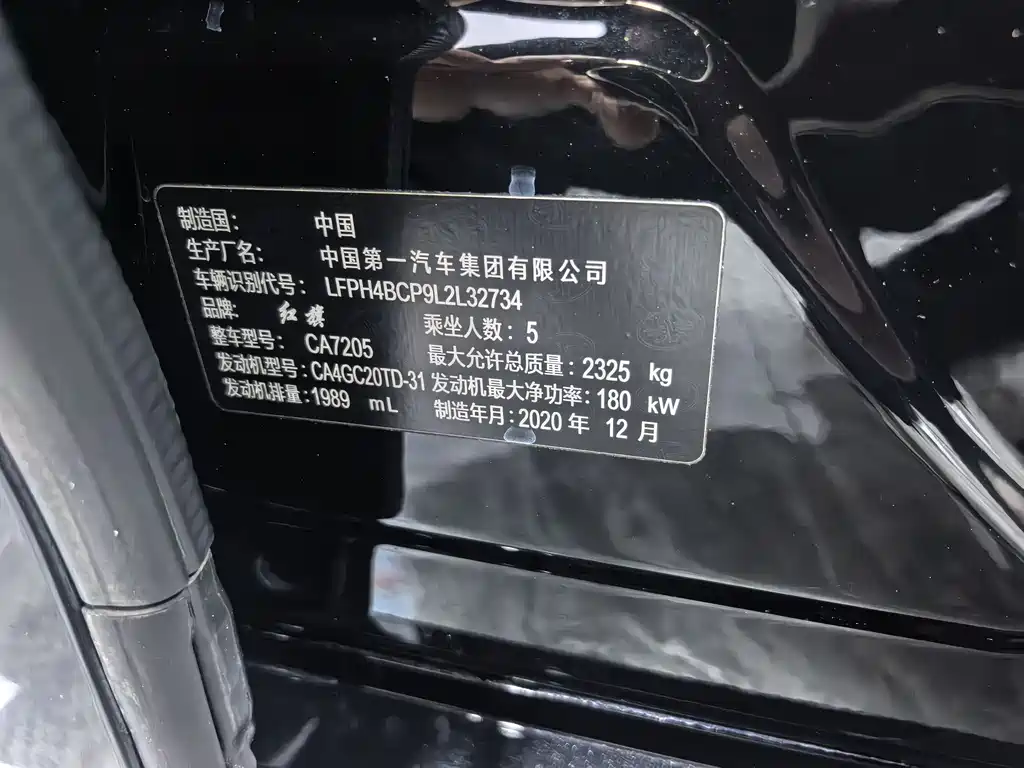 制造国： 中国
生产厂名： 中国第一汽车集团有限公司
车辆识别代号： LFPH4BCP9L2L32734
品牌： 红旗 乘坐人数：5
整车型号： CA7205 最大允许总质量：2325 kg
发动机型号：CA4GC20TD-31 发动机最大净功率：180 kW
发动机排量：1989 mL 制造年月：2020 年 12 月